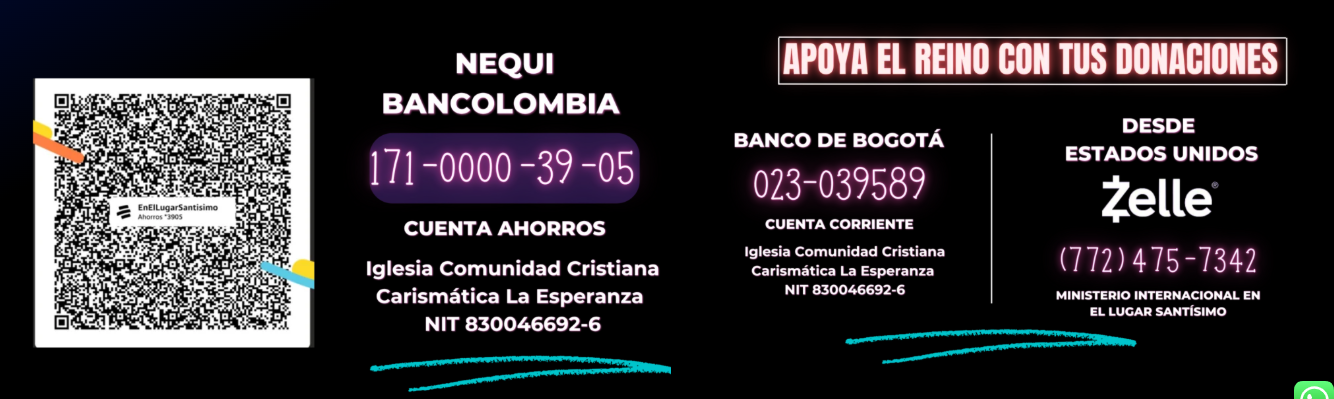 EnElLugarSantisimo
Ahorros *3905
NEQUI
BANCOLOMBIA
171-0000-39-05
CUENTA AHORROS
Iglesia Comunidad Cristiana
Carismática La Esperanza
NIT 830046692-6
APOYA EL REINO CON TUS DONACIONES
BANCO DE BOGOTÁ
023-039589
CUENTA CORRIENTE
Iglesia Comunidad Cristiana
Carismática La Esperanza
NIT 830046692-6
DESDE
ESTADOS UNIDOS
Zelle®
(772) 475-7342
MINISTERIO INTERNACIONAL EN
EL LUGAR SANTÍSIMO